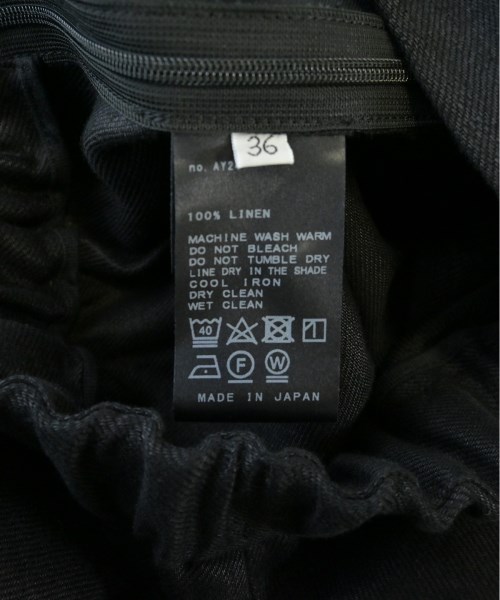 36
no. AY2
100% LINEN
MACHINE WASH WARM
DO NOT BLEACH
DO NOT TUMBLE DRY
LINE DRY IN THE SHADE
COOL IRON
DRY CLEAN
WET CLEAN
40
F W
MADE IN JAPAN